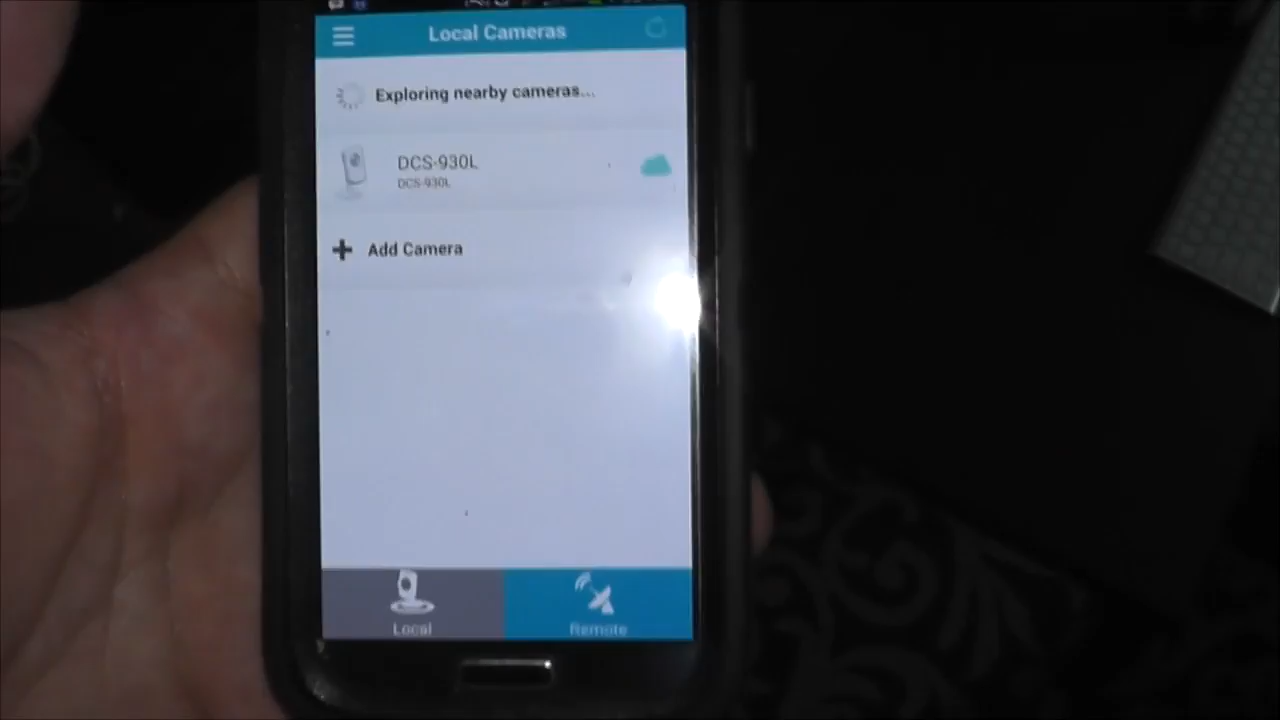 Local Cameras
Exploring nearby cameras...
DCS-930L
DCS-930L
Add Camera
Local
Remote